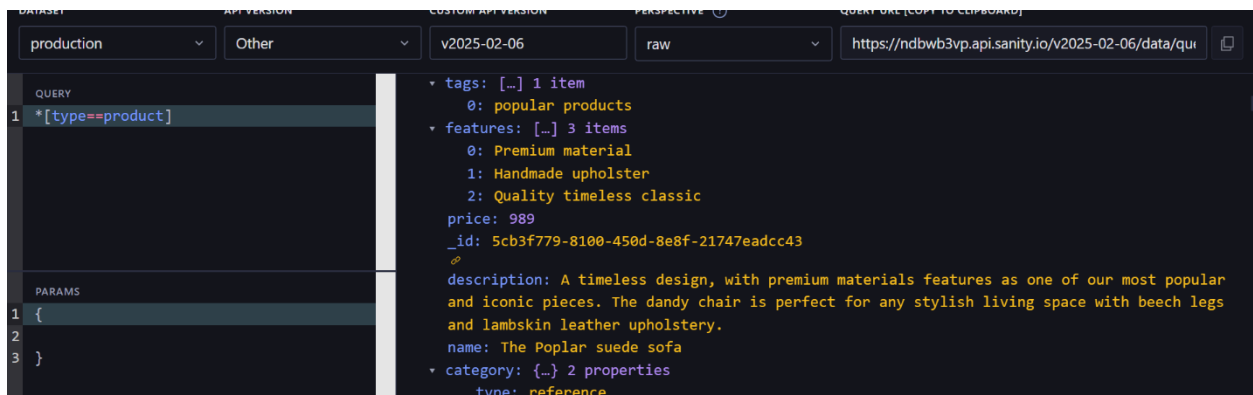 DATASET API VERSION CUSTOM API VERSION PERSPECTIVE QUERY URL [COPY TO CLIPBOARD]
production Other v2025-02-06 raw https://ndbwb3vp.api.sanity.io/v2025-02-06/data/que
QUERY
1 *[type==product]
PARAMS
1 {
2
3 }
tags: […] 1 item
0: popular products
features: […] 3 items
0: Premium material
1: Handmade upholster
2: Quality timeless classic
price: 989
_id: 5cb3f779-8100-450d-8e8f-21747eadcc43
description: A timeless design, with premium materials features as one of our most popular
and iconic pieces. The dandy chair is perfect for any stylish living space with beech legs
and lambskin leather upholstery.
name: The Poplar suede sofa
category: {…} 2 properties
type: reference